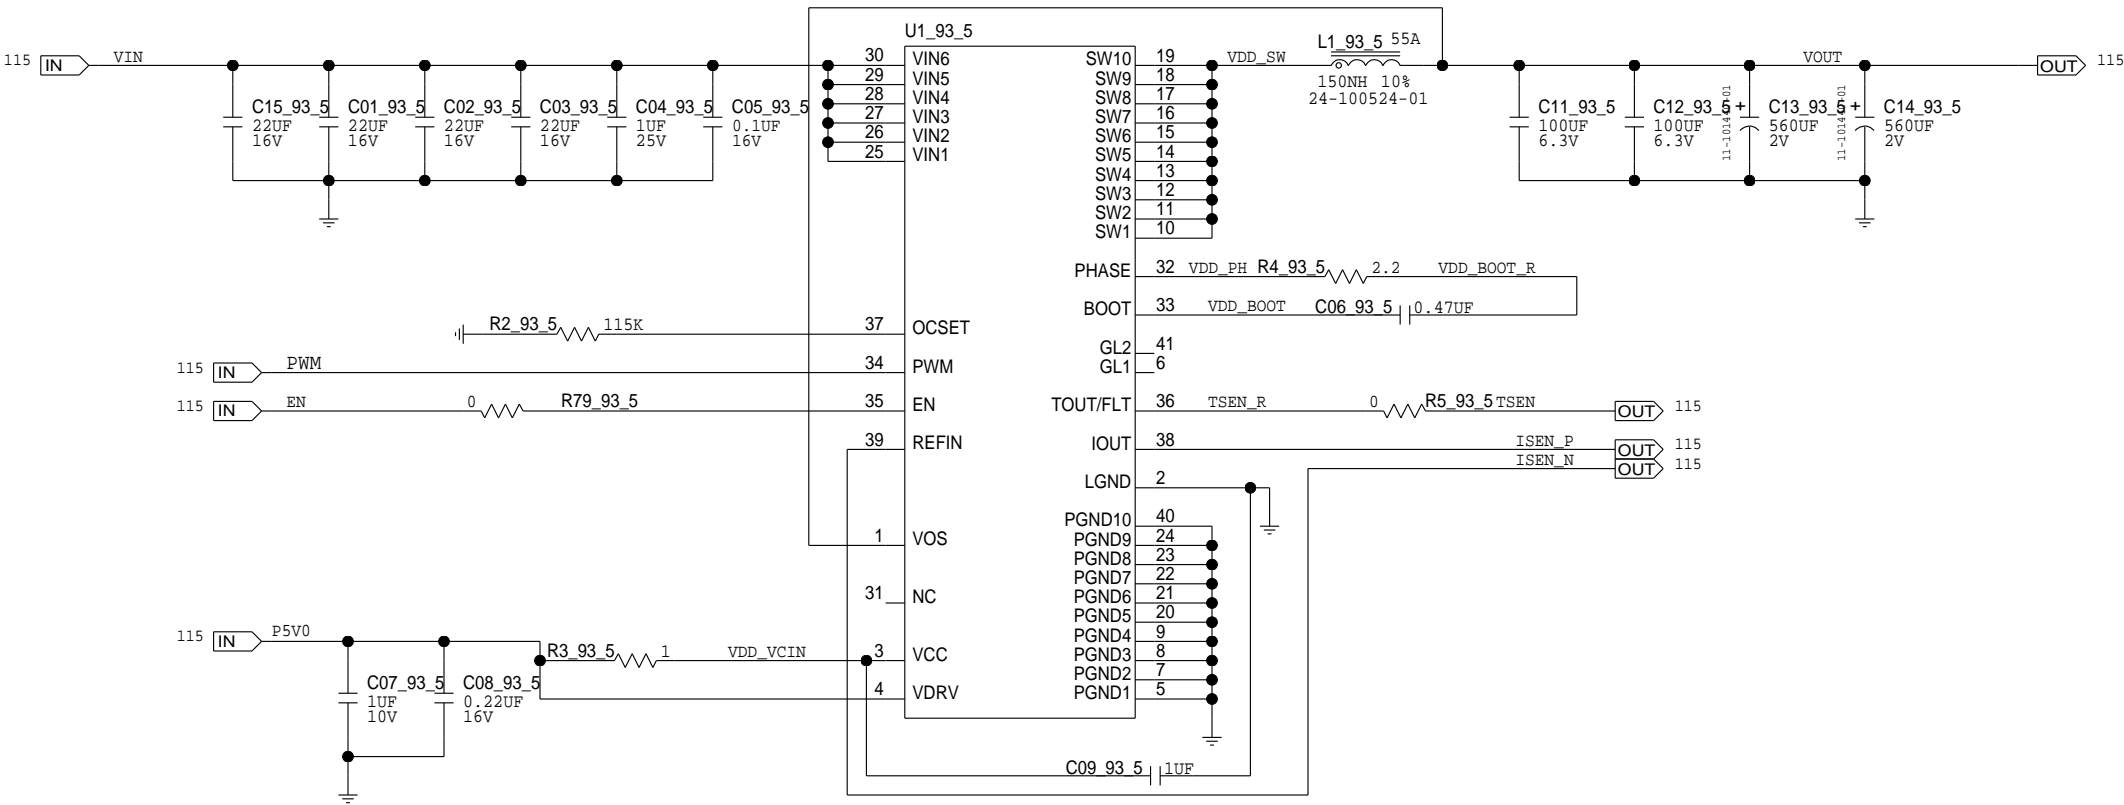 U1_93_5
115 IN VIN
C15_93_5
22UF
16V
C01_93_5
22UF
16V
C02_93_5
22UF
16V
C03_93_5
22UF
16V
C04_93_5
1UF
25V
C05_93_5
0.1UF
16V
30 VIN6
29 VIN5
28 VIN4
27 VIN3
26 VIN2
25 VIN1
SW10 19
SW9 18
SW8 17
SW7 16
SW6 15
SW5 14
SW4 13
SW3 12
SW2 11
SW1 10
VDD_SW
L1_93_5 55A
150NH 10%
24-100524-01
VOUT
OUT 115
C11_93_5
100UF
6.3V
C12_93_5
100UF
6.3V
+
C13_93_5
560UF
2V
+
C14_93_5
560UF
2V
PHASE 32 VDD_PH R4_93_5 2.2 VDD_BOOT_R
BOOT 33 VDD_BOOT C06_93_5 0.47UF
R2_93_5 115K 37 OCSET
GL2 41
GL1 6
115 IN PWM 34 PWM
115 IN EN 0 R79_93_5 35 EN
TOUT/FLT 36 TSEN_R 0 R5_93_5 TSEN OUT 115
39 REFIN
IOUT 38 ISEN_P OUT 115
ISEN_N OUT 115
LGND 2
PGND10 40
PGND9 24
PGND8 23
PGND7 22
PGND6 21
PGND5 20
PGND4 9
PGND3 8
PGND2 7
PGND1 5
1 VOS
31 NC
115 IN P5V0
R3_93_5 1 VDD_VCIN 3 VCC
4 VDRV
C07_93_5
1UF
10V
C08_93_5
0.22UF
16V
C09_93_5 1UF